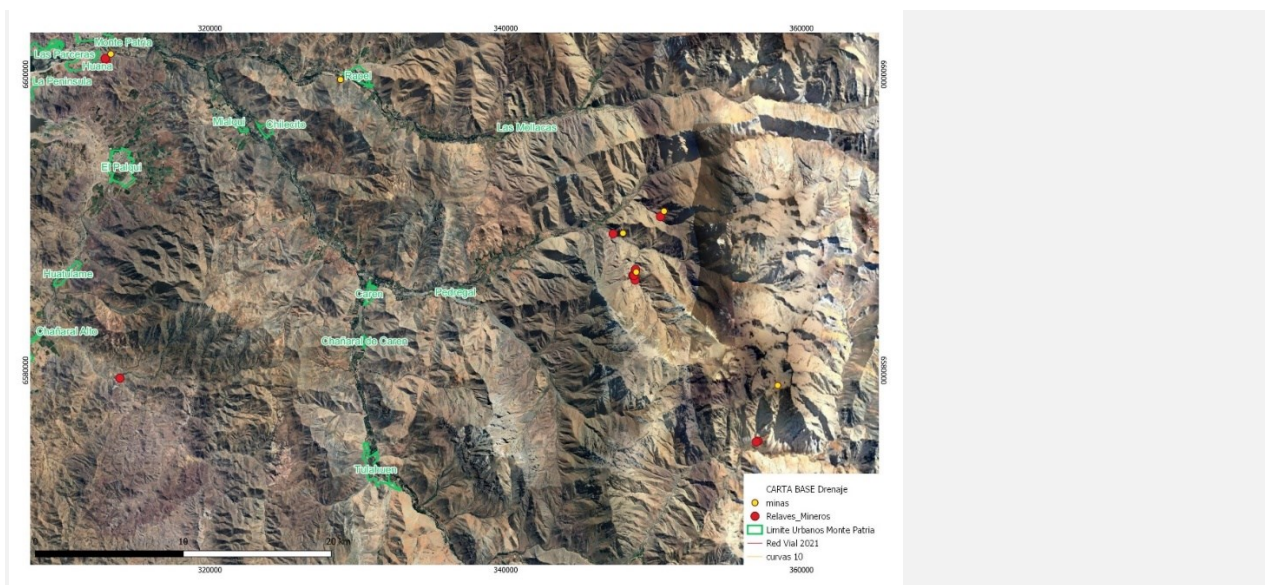 320000
340000
360000
Monte Patria
Las Parceras
Huana
La Peninsula
6600000
6600000
Rapel
Mialqui
Chilecito
Las Mollacas
El Palqui
Huatulame
Caren
Pedregal
Chañaral Alto
Chañaral de Caren
6580000
6580000
Tulahuen
CARTA BASE Drenaje
minas
Relaves_Mineros
Limite Urbanos Monte Patria
Red Vial 2021
curvas 10
0
10
20 km
320000
340000
360000